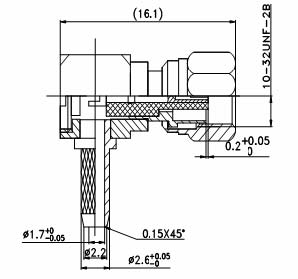 (16.1)
10-32UNF-2B
0.2+0.05 0
0.15X45°
ø1.7+0 -0.05
ø2.2
ø2.6+0.05 -0